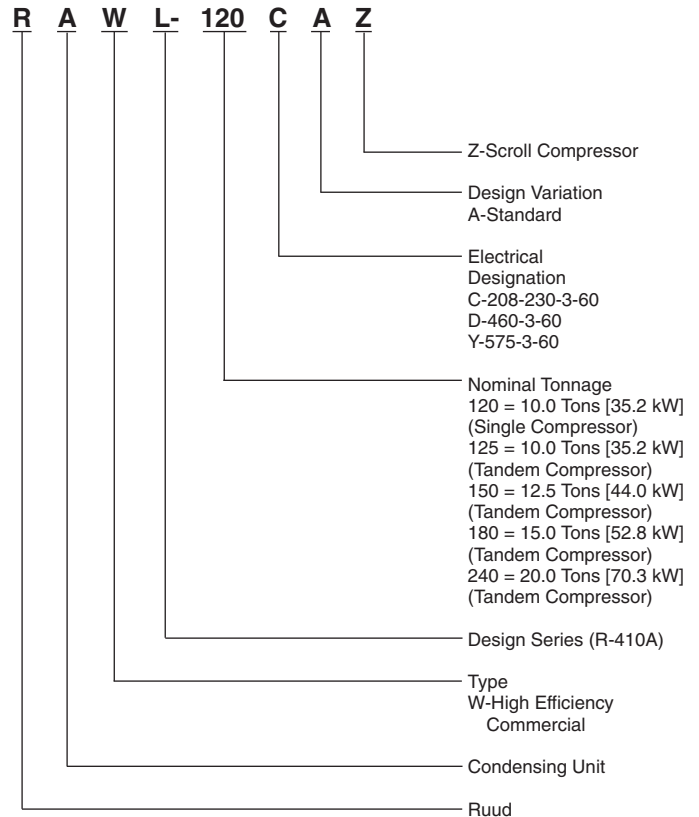 R A W L- 120 C A Z
Z-Scroll Compressor
Design Variation
A-Standard
Electrical
Designation
C-208-230-3-60
D-460-3-60
Y-575-3-60
Nominal Tonnage
120 = 10.0 Tons [35.2 kW]
(Single Compressor)
125 = 10.0 Tons [35.2 kW]
(Tandem Compressor)
150 = 12.5 Tons [44.0 kW]
(Tandem Compressor)
180 = 15.0 Tons [52.8 kW]
(Tandem Compressor)
240 = 20.0 Tons [70.3 kW]
(Tandem Compressor)
Design Series (R-410A)
Type
W-High Efficiency
Commercial
Condensing Unit
Ruud